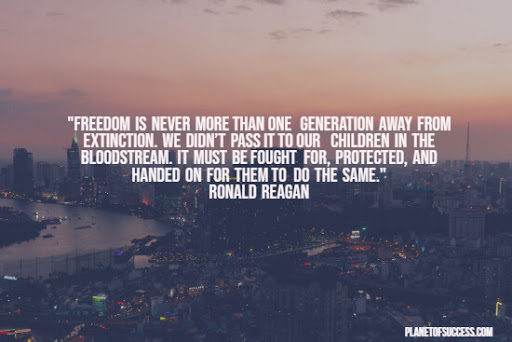 "FREEDOM IS NEVER MORE THAN ONE GENERATION AWAY FROM
EXTINCTION. WE DIDN'T PASS IT TO OUR CHILDREN IN THE
BLOODSTREAM. IT MUST BE FOUGHT FOR, PROTECTED, AND
HANDED ON FOR THEM TO DO THE SAME."
RONALD REAGAN
PLANETOFSUCCESS.COM